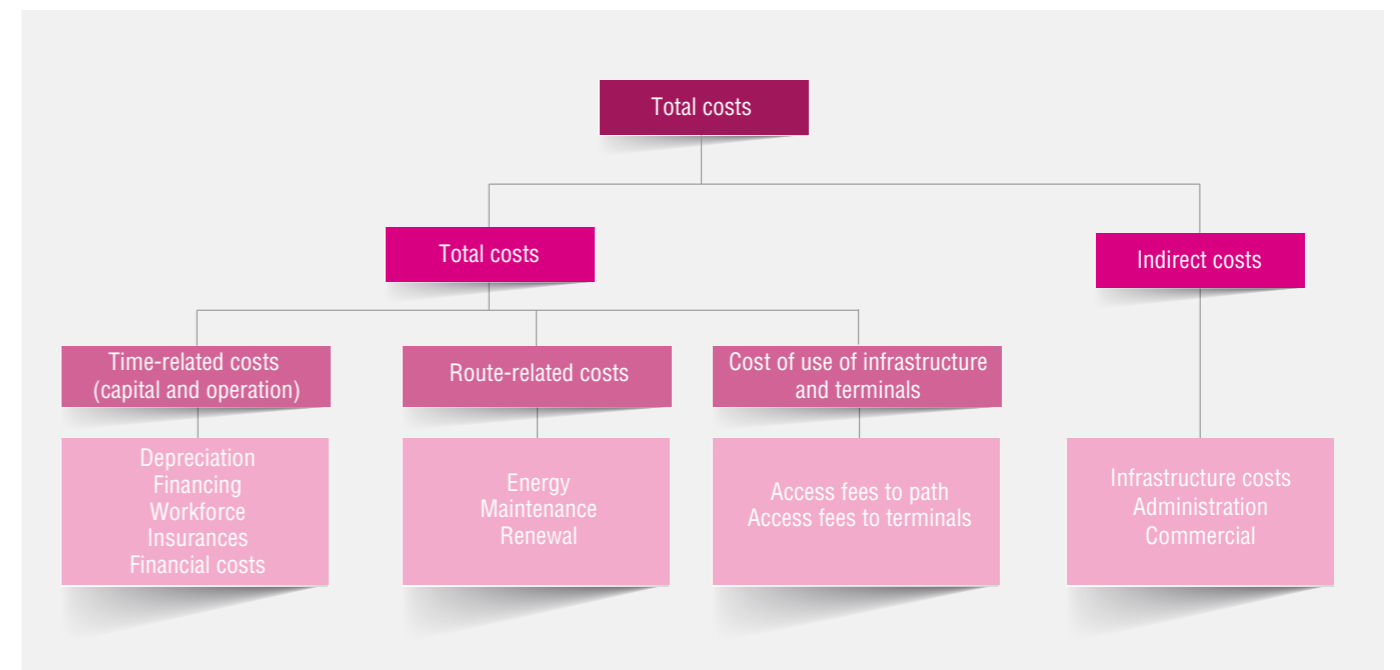 Total costs
Total costs
Indirect costs
Time-related costs
(capital and operation)
Route-related costs
Cost of use of infrastructure
and terminals
Depreciation
Financing
Workforce
Insurances
Financial costs
Energy
Maintenance
Renewal
Access fees to path
Access fees to terminals
Infrastructure costs
Administration
Commercial